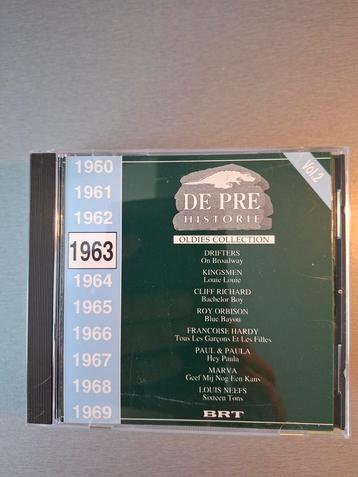 1960
1961
1962
1963
1964
1965
1966
1967
1968
1969
Vol.2
DE PRE
HISTORIE
OLDIES COLLECTION
DRIFTERS
On Broadway
KINGSMEN
Louie Louie
CLIFF RICHARD
Bachelor Boy
ROY ORBISON
Blue Bayou
FRANCOISE HARDY
Tous Les Garçons Et Les Filles
PAUL & PAULA
Hey Paula
MARVA
Geef Mij Nog Een Kans
LOUIS NEEFS
Sixteen Tons
BRT